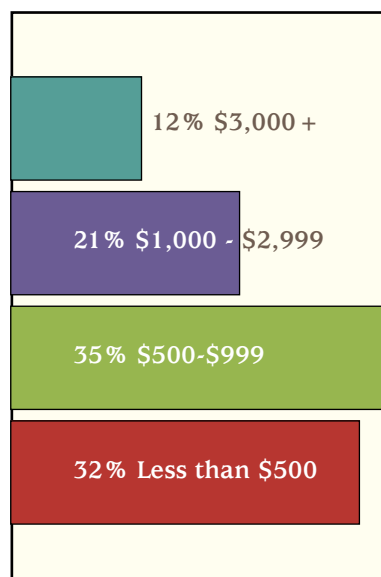 12% $3,000 +
21% $1,000 - $2,999
35% $500-$999
32% Less than $500